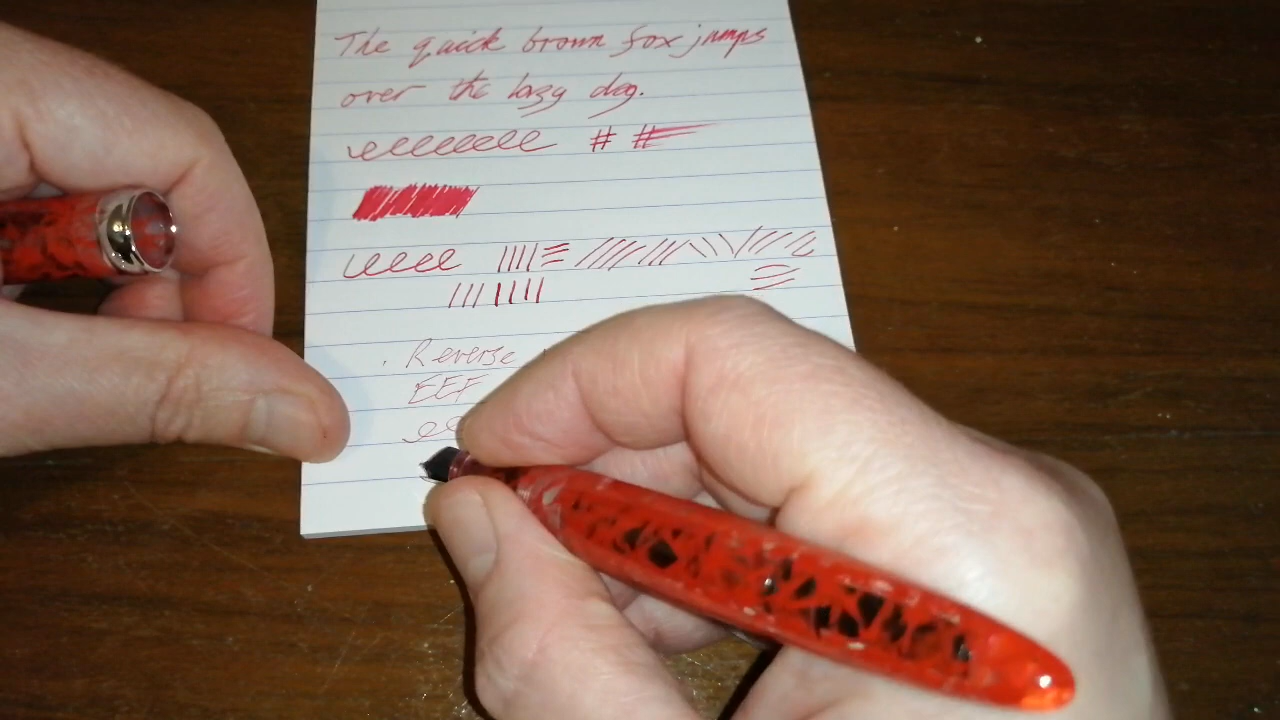 The quick brown fox jumps
over the lazy dog.
# #
Reverse
EEF